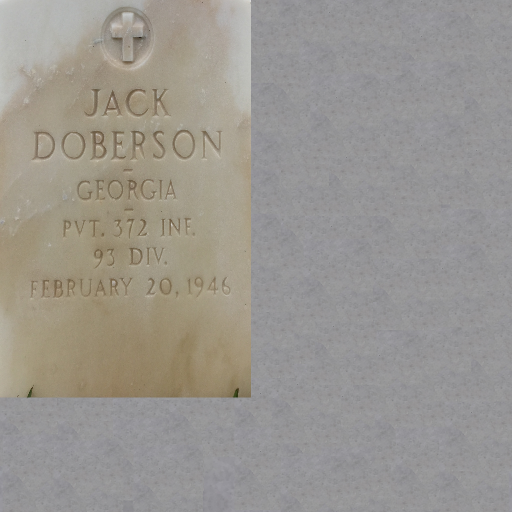 JACK
DOBERSON
GEORGIA
PVT. 372 INF.
93 DIV.
FEBRUARY 20, 1946